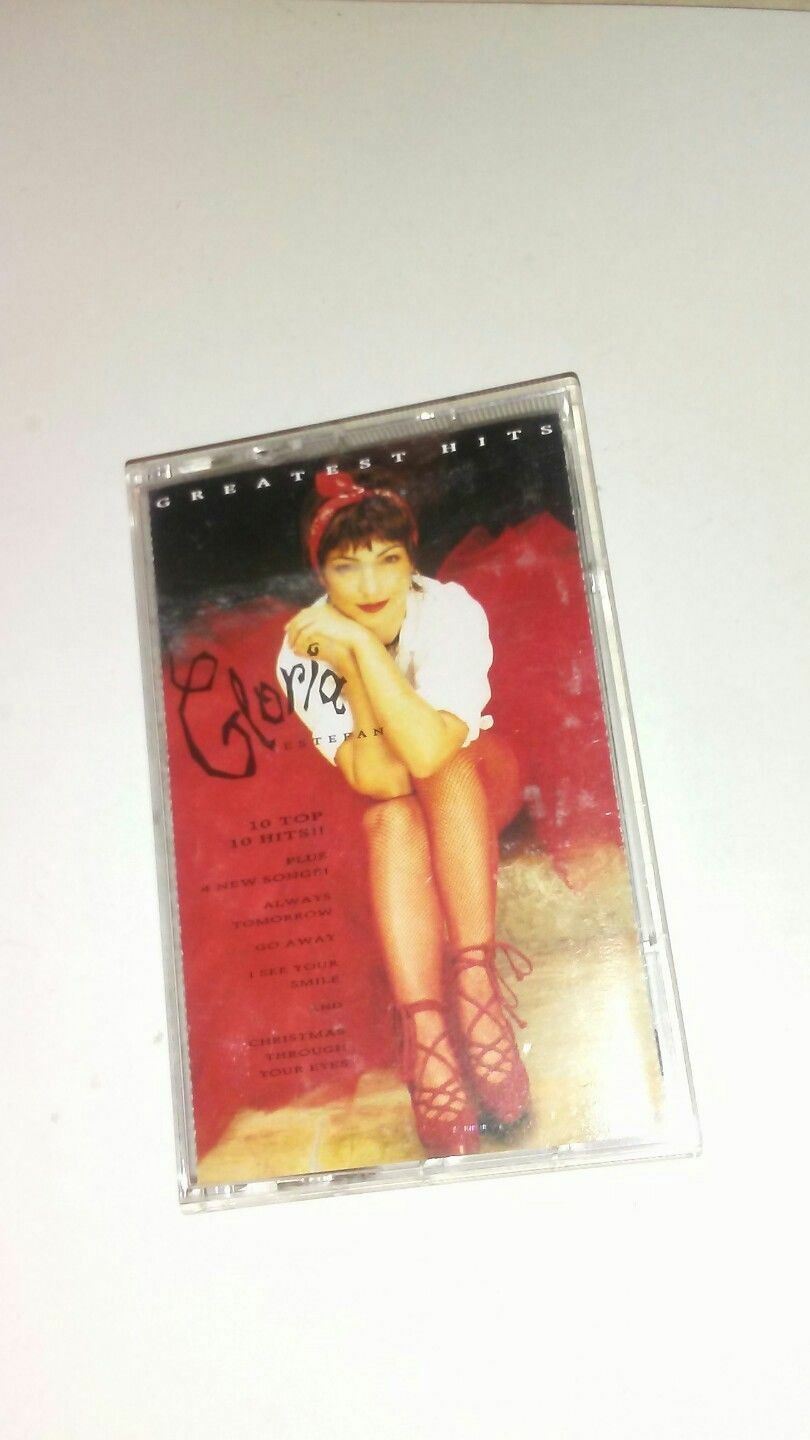 GREATEST HITS
Gloria
ESTEFAN
10 TOP
10 HITS!!
PLUS
4 NEW SONGS!
ALWAYS
TOMORROW
GO AWAY
I SEE YOUR
SMILE
AND
CHRISTMAS
THROUGH
YOUR EYES